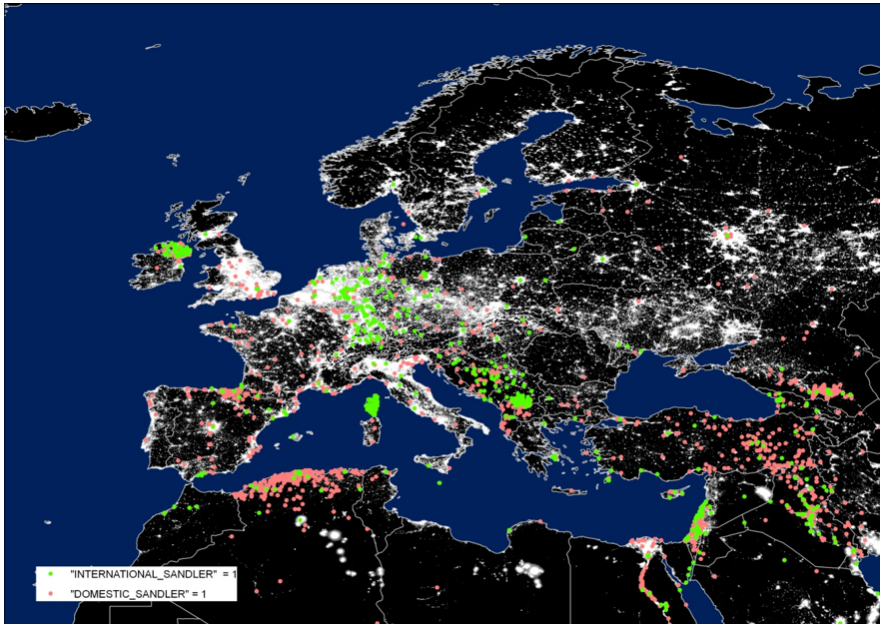 "INTERNATIONAL_SANDLER" = 1
"DOMESTIC_SANDLER" = 1